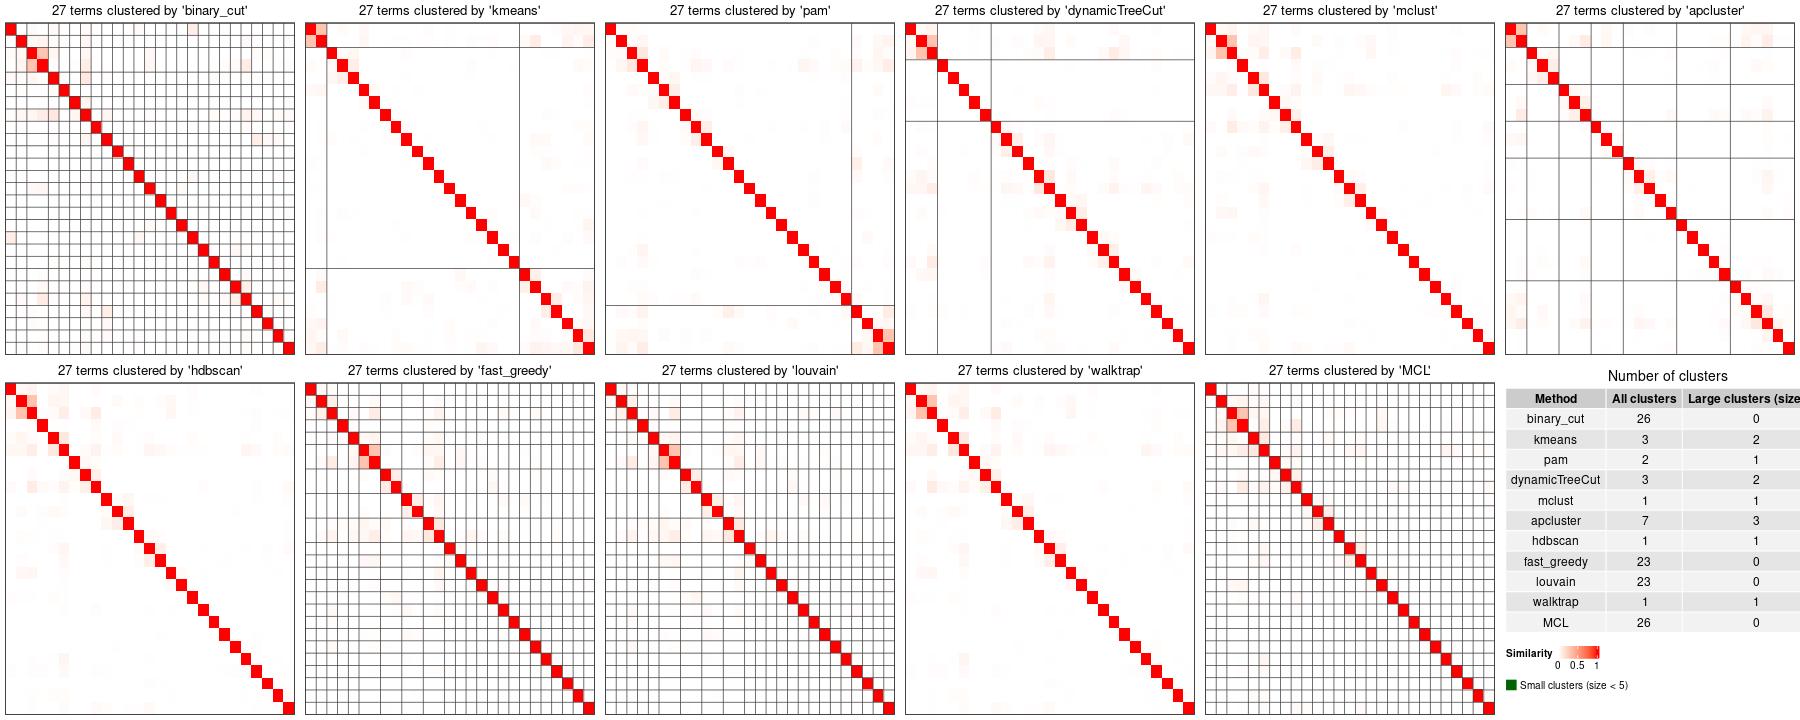 27 terms clustered by 'binary_cut'
27 terms clustered by 'kmeans'
27 terms clustered by 'pam'
27 terms clustered by 'dynamicTreeCut'
27 terms clustered by 'mclust'
27 terms clustered by 'apcluster'
27 terms clustered by 'hdbscan'
27 terms clustered by 'fast_greedy'
27 terms clustered by 'louvain'
27 terms clustered by 'walktrap'
27 terms clustered by 'MCL'
Number of clusters
Method All clusters Large clusters (size
binary_cut 26 0
kmeans 3 2
pam 2 1
dynamicTreeCut 3 2
mclust 1 1
apcluster 7 3
hdbscan 1 1
fast_greedy 23 0
louvain 23 0
walktrap 1 1
MCL 26 0
Similarity
0 0.5 1
Small clusters (size < 5)